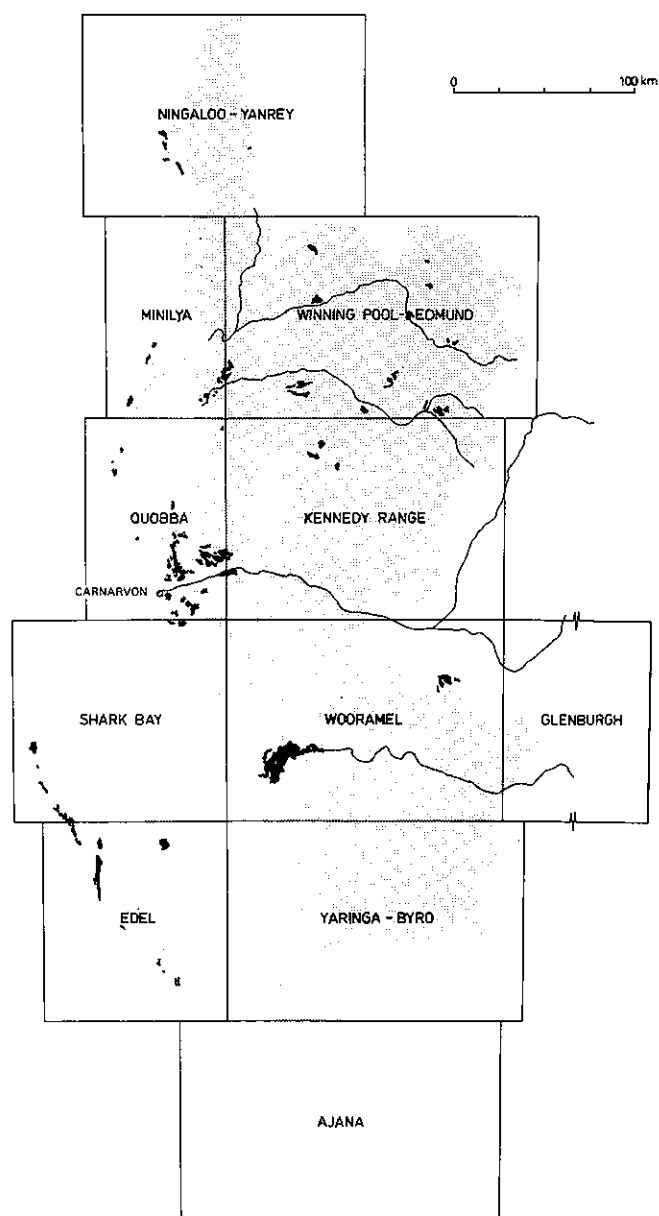 0 100 km
NINGALOO - YANREY
MINILYA
WINNING POOL - EDMUND
QUOBBA
KENNEDY RANGE
CARNARVON
SHARK BAY
WOORAMEL
GLENBURGH
EDEL
YARINGA - BYRO
AJANA